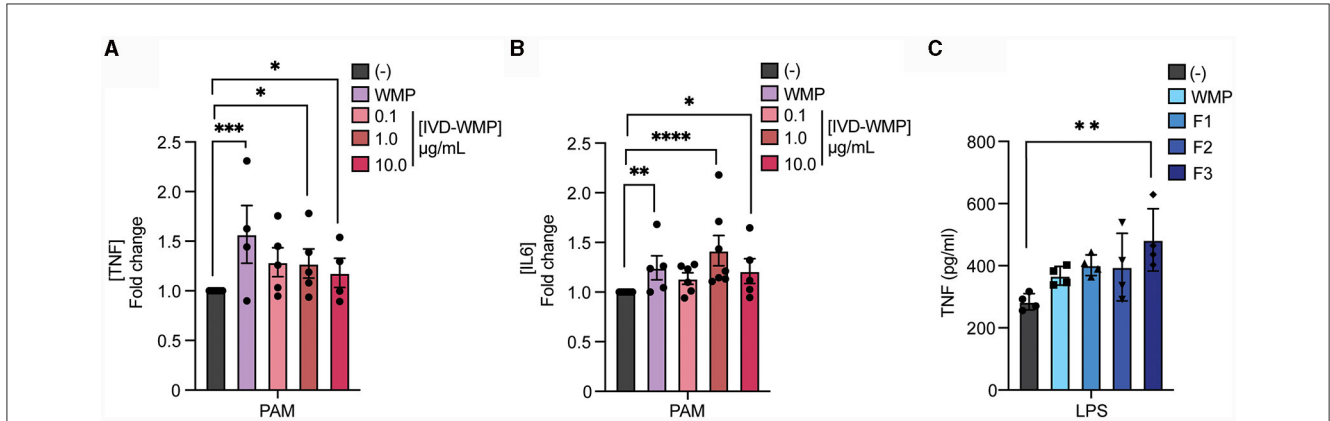 A
(-)
WMP
0.1
1.0
10.0
[IVD-WMP]
µg/mL
*
*
***
2.5
2.0
1.5
1.0
0.5
0
[TNF]
Fold change
PAM
B
(-)
WMP
0.1
1.0
10.0
[IVD-WMP]
µg/mL
*
****
**
2.5
2.0
1.5
1.0
0.5
0
[IL6]
Fold change
PAM
C
(-)
WMP
F1
F2
F3
**
800
600
400
200
0
TNF (pg/ml)
LPS